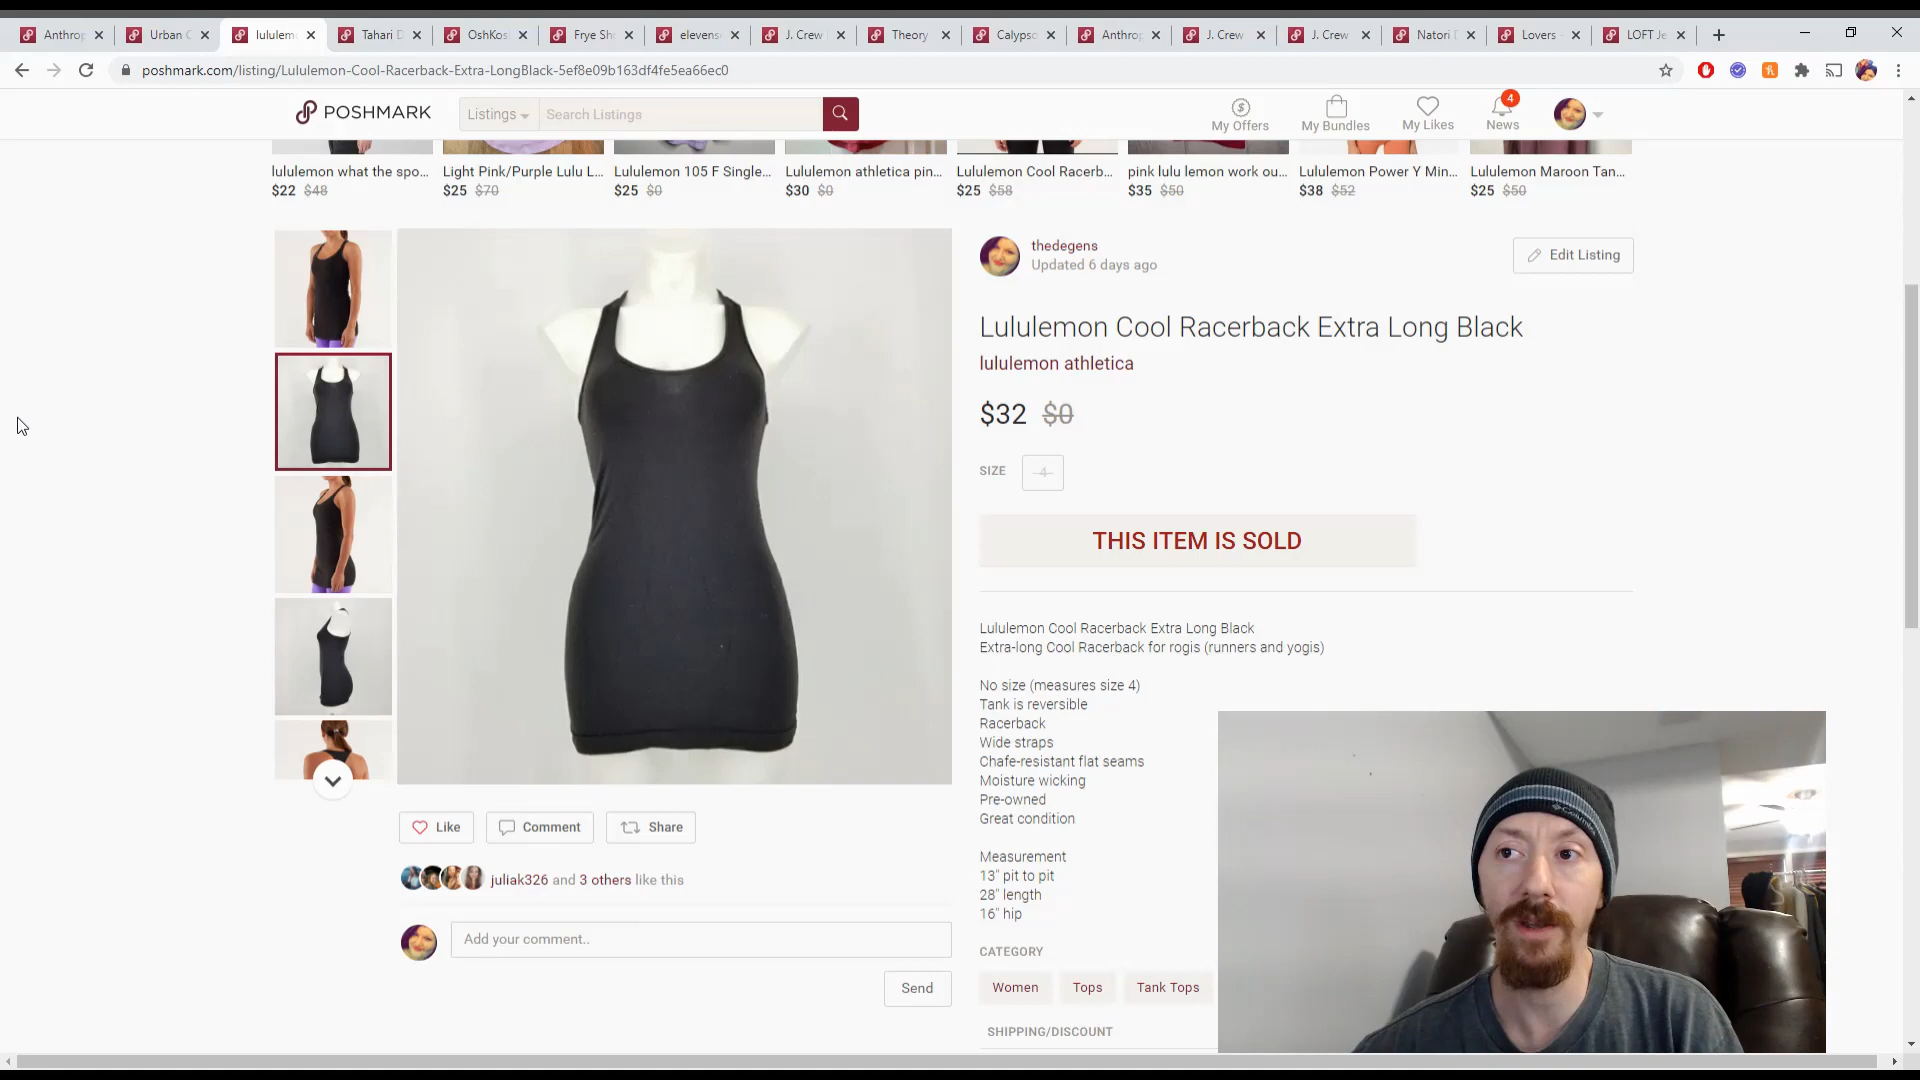 Anthrop
Urban O
lululem
Tahari D
OshKos
Frye Sh
elevens
J. Crew
Theory
Calypso
Anthrop
J. Crew
J. Crew
Natori D
Lovers -
LOFT Je
poshmark.com/listing/Lululemon-Cool-Racerback-Extra-LongBlack-5ef8e09b163df4fe5ea66ec0
POSHMARK
Listings
Search Listings
My Offers
My Bundles
My Likes
4
News
lululemon what the spo...
Light Pink/Purple Lulu L...
Lululemon 105 F Single...
Lululemon athletica pin...
Lululemon Cool Racerb...
pink lulu lemon work ou...
Lululemon Power Y Min...
Lululemon Maroon Tan...
$22 $48
$25 $70
$25 $0
$30 $0
$25 $58
$35 $50
$38 $52
$25 $50
thedegens
Updated 6 days ago
Edit Listing
Lululemon Cool Racerback Extra Long Black
lululemon athletica
$32 $0
SIZE 4
THIS ITEM IS SOLD
Lululemon Cool Racerback Extra Long Black
Extra-long Cool Racerback for rogis (runners and yogis)
No size (measures size 4)
Tank is reversible
Racerback
Wide straps
Chafe-resistant flat seams
Moisture wicking
Pre-owned
Great condition
Measurement
13" pit to pit
28" length
16" hip
CATEGORY
Women
Tops
Tank Tops
SHIPPING/DISCOUNT
Like
Comment
Share
juliak326 and 3 others like this
Add your comment..
Send
Columbia